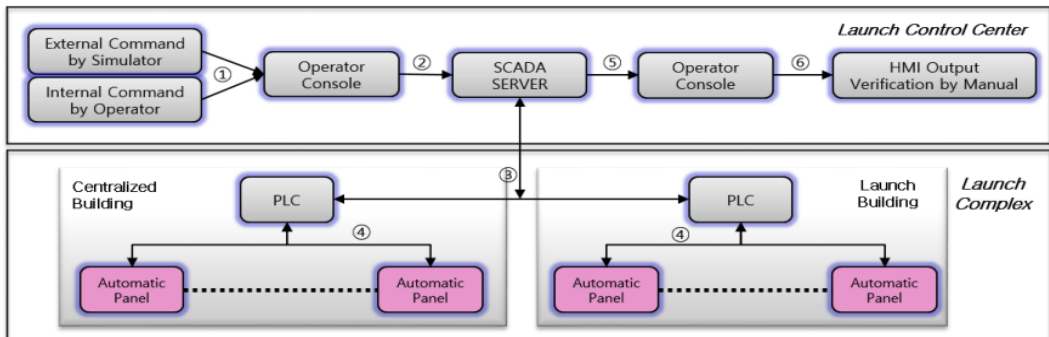 Launch Control Center
External Command
by Simulator
Internal Command
by Operator
①
Operator
Console
②
SCADA
SERVER
⑤
Operator
Console
⑥
HMI Output
Verification by Manual
③
Centralized
Building
PLC
④
Automatic
Panel
Automatic
Panel
Launch
Building
PLC
④
Automatic
Panel
Automatic
Panel
Launch
Complex